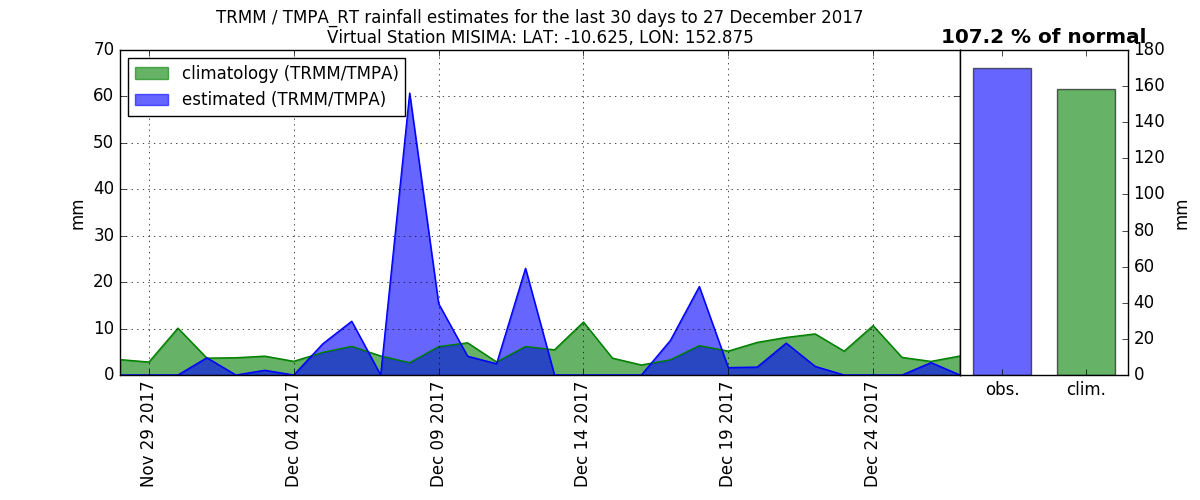 TRMM / TMPA_RT rainfall estimates for the last 30 days to 27 December 2017
Virtual Station MISIMA: LAT: -10.625, LON: 152.875
107.2 % of normal
climatology (TRMM/TMPA)
estimated (TRMM/TMPA)
70
60
50
40
30
20
10
0
mm
Nov 29 2017
Dec 04 2017
Dec 09 2017
Dec 14 2017
Dec 19 2017
Dec 24 2017
obs.
clim.
180
160
140
120
100
80
60
40
20
0
mm